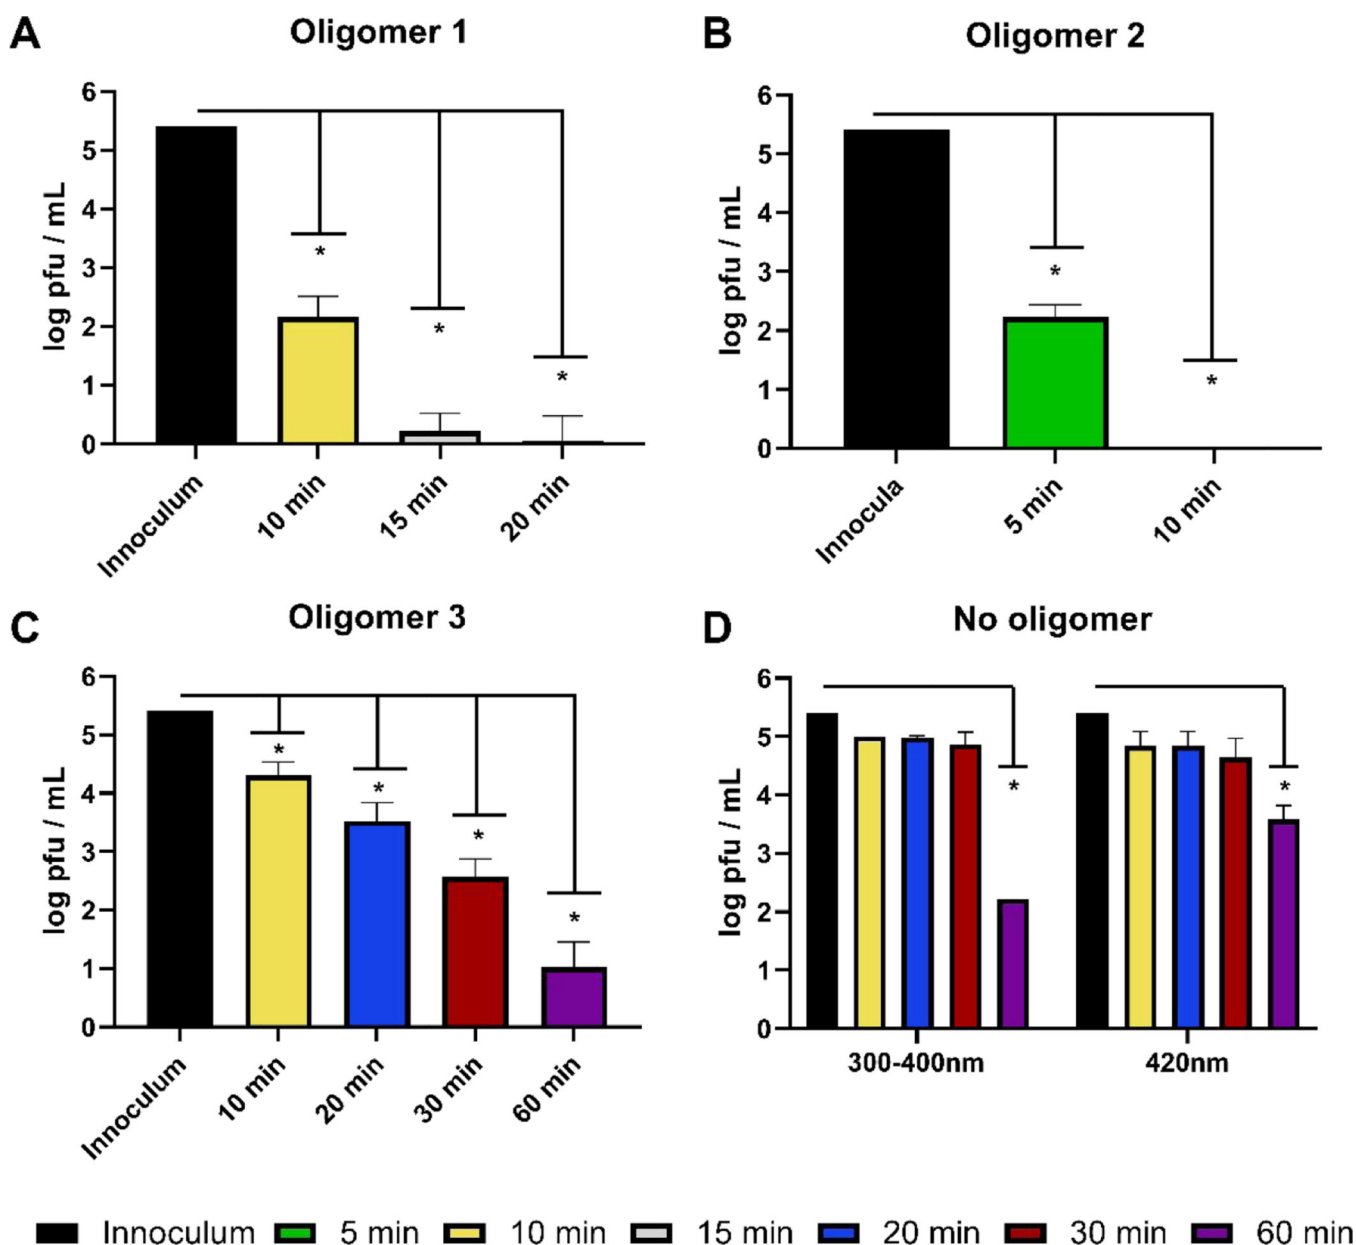 A
Oligomer 1
log pfu / mL
6
5
4
3
2
1
0
*
*
*
Innoculum
10 min
15 min
20 min
B
Oligomer 2
log pfu / mL
6
5
4
3
2
1
0
*
*
Innocula
5 min
10 min
C
Oligomer 3
log pfu / mL
6
5
4
3
2
1
0
*
*
*
*
Innoculum
10 min
20 min
30 min
60 min
D
No oligomer
log pfu / mL
6
5
4
3
2
1
0
*
*
300-400nm
420nm
Innoculum 5 min 10 min 15 min 20 min 30 min 60 min